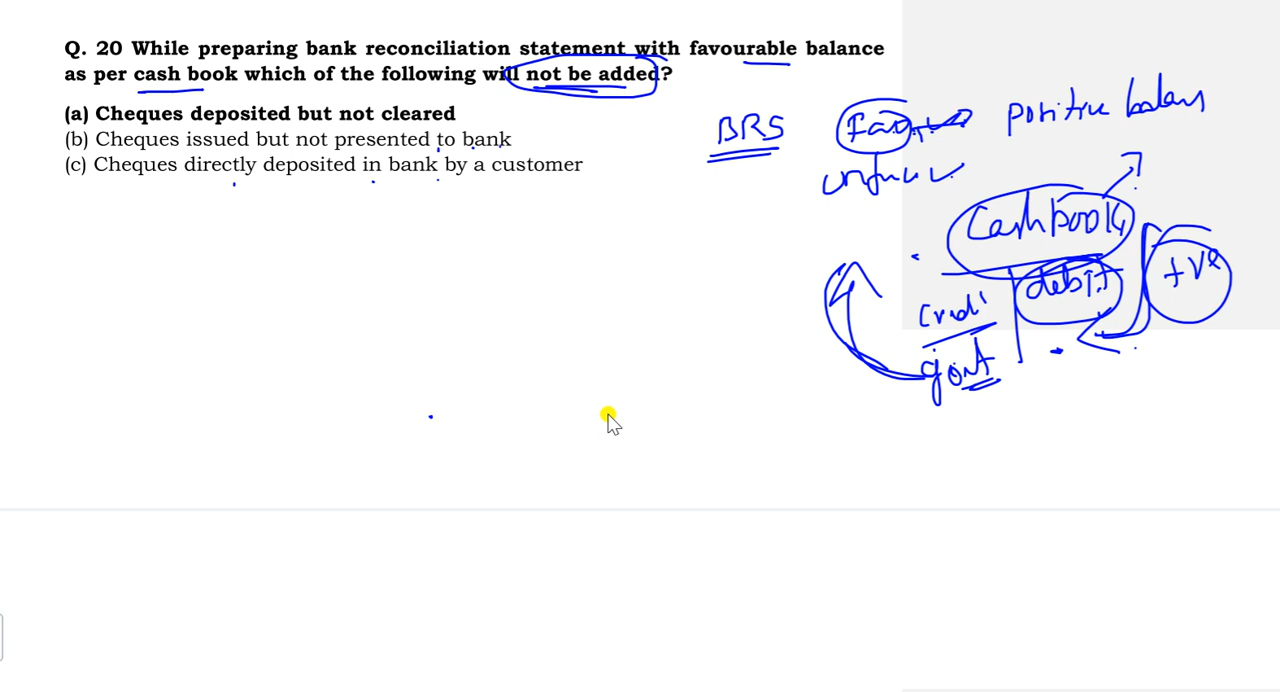 Q. 20 While preparing bank reconciliation statement with favourable balance
as per cash book which of the following will not be added?
(a) Cheques deposited but not cleared
(b) Cheques issued but not presented to bank
(c) Cheques directly deposited in bank by a customer
BRS
positive
Cash book
debit
+ve